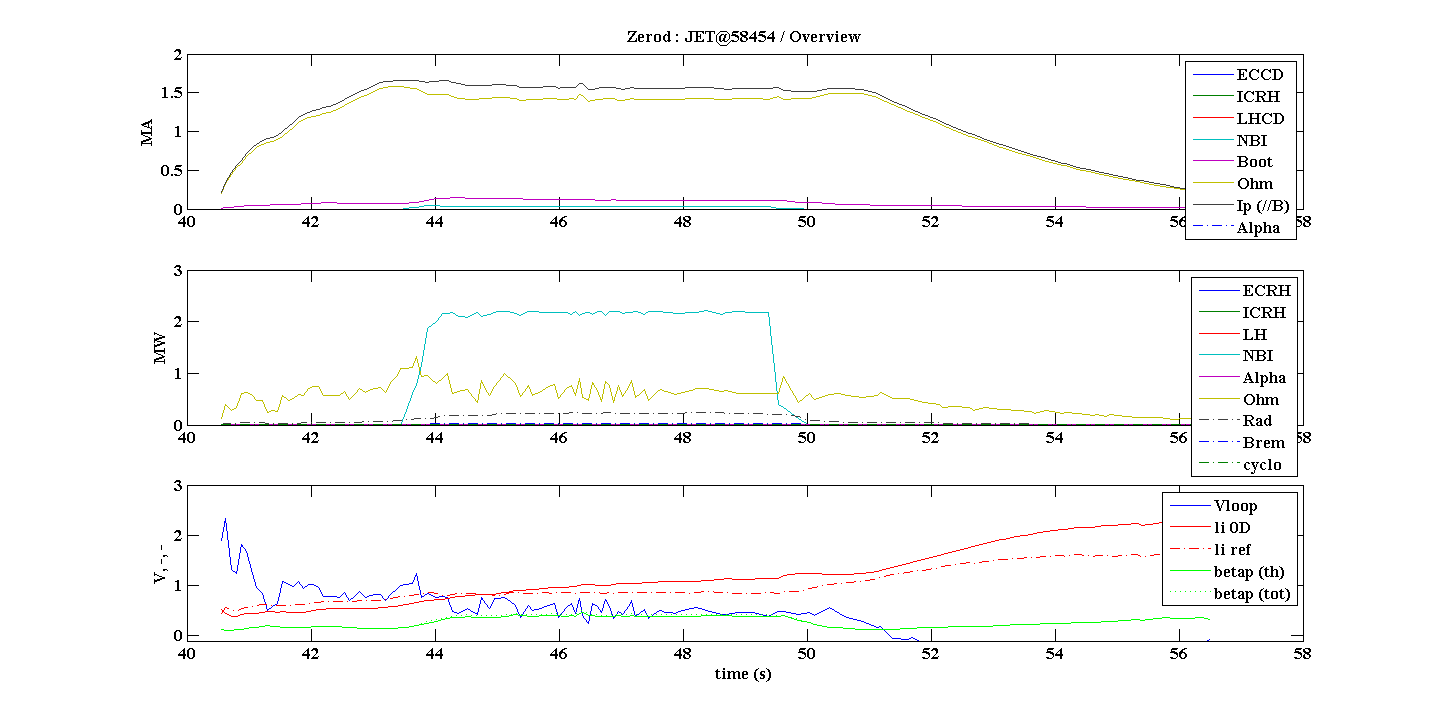 Zerod : JET@58454 / Overview
2
1.5
1
0.5
0
MA
40
42
44
46
48
50
52
54
56
58
ECCD
ICRH
LHCD
NBI
Boot
Ohm
Ip (//B)
Alpha
3
2
1
0
MW
40
42
44
46
48
50
52
54
56
58
ECRH
ICRH
LH
NBI
Alpha
Ohm
Rad
Brem
cyclo
3
2
1
0
V, -, -
40
42
44
46
48
50
52
54
56
58
time (s)
Vloop
li 0D
li ref
betap (th)
betap (tot)